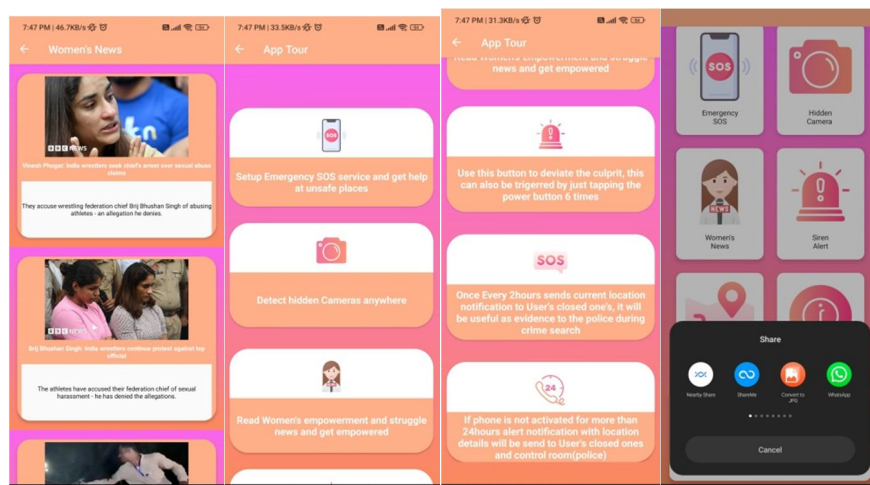 7:47 PM | 46.7KB/s
54
Women's News
BBC NEWS
Vinesh Phogat: India wrestlers seek chief's arrest over sexual abuse
claims
They accuse wrestling federation chief Brij Bhushan Singh of abusing
athletes - an allegation he denies.
BBC NEWS
Brij Bhushan Singh: India wrestlers continue protest against top
official
The athletes have accused their federation chief of sexual
harassment - he has denied the allegations.
7:47 PM | 33.5KB/s
54
App Tour
SOS
Setup Emergency SOS service and get help
at unsafe places
Detect hidden Cameras anywhere
NEWS
Read Women's empowerment and struggle
news and get empowered
7:47 PM | 31.3KB/s
54
App Tour
Read Women's empowerment and struggle
news and get empowered
Use this button to deviate the culprit, this
can also be trigerred by just tapping the
power button 6 times
SOS
Once Every 2hours sends current location
notification to User's closed one's, it will
be useful as evidence to the police during
crime search
24
If phone is not activated for more than
24hours alert notification with location
details will be send to User's closed ones
and control room(police)
SOS
Emergency
SOS
Hidden
Camera
NEWS
Women's
News
Siren
Alert
Share
Nearby Share
ShareMe
Convert to
JPG
WhatsApp
Cancel